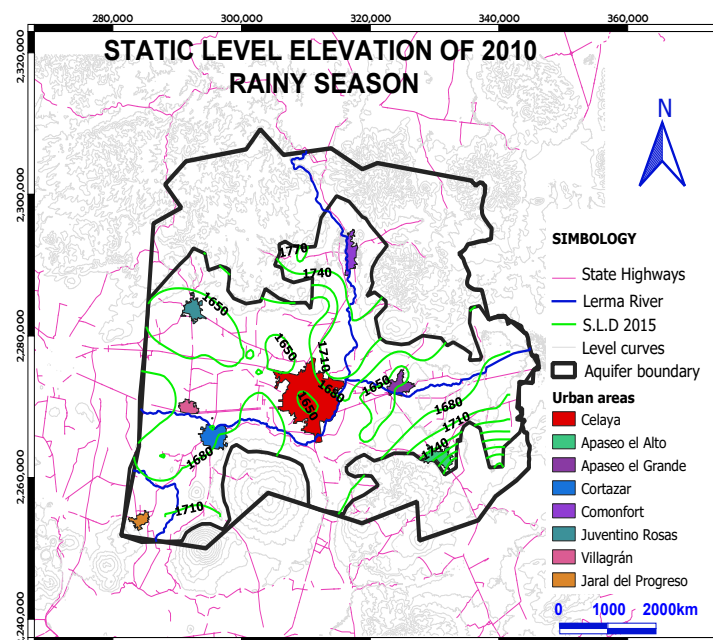 280,000 300,000 320,000 340,000 360,000
STATIC LEVEL ELEVATION OF 2010
RAINY SEASON
2,320,000
2,300,000
2,280,000
2,260,000
2,240,000
N
1770
1740
1650
1650
1710
1650
1680
1650
1680
1710
1740
1680
1710
SIMBOLOGY
State Highways
Lerma River
S.L.D 2015
Level curves
Aquifer boundary
Urban areas
Celaya
Apaseo el Alto
Apaseo el Grande
Cortazar
Comonfort
Juventino Rosas
Villagrán
Jaral del Progreso
0 1000 2000km